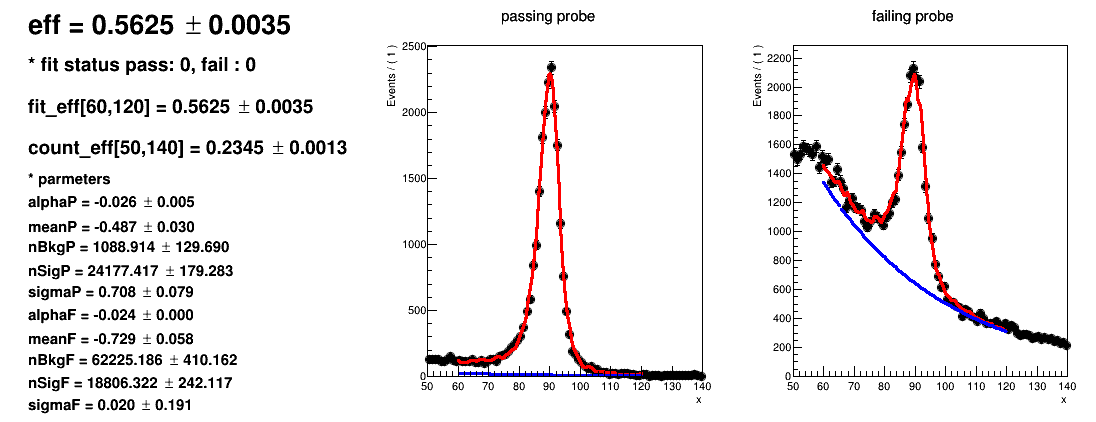 eff = 0.5625 ± 0.0035
* fit status pass: 0, fail : 0
fit_eff[60,120] = 0.5625 ± 0.0035
count_eff[50,140] = 0.2345 ± 0.0013
* parmeters
alphaP = -0.026 ± 0.005
meanP = -0.487 ± 0.030
nBkgP = 1088.914 ± 129.690
nSigP = 24177.417 ± 179.283
sigmaP = 0.708 ± 0.079
alphaF = -0.024 ± 0.000
meanF = -0.729 ± 0.058
nBkgF = 62225.186 ± 410.162
nSigF = 18806.322 ± 242.117
sigmaF = 0.020 ± 0.191
passing probe
Events / ( 1 )
2500
2000
1500
1000
500
0
50 60 70 80 90 100 110 120 130 140
x
failing probe
Events / ( 1 )
2200
2000
1800
1600
1400
1200
1000
800
600
400
200
0
50 60 70 80 90 100 110 120 130 140
x